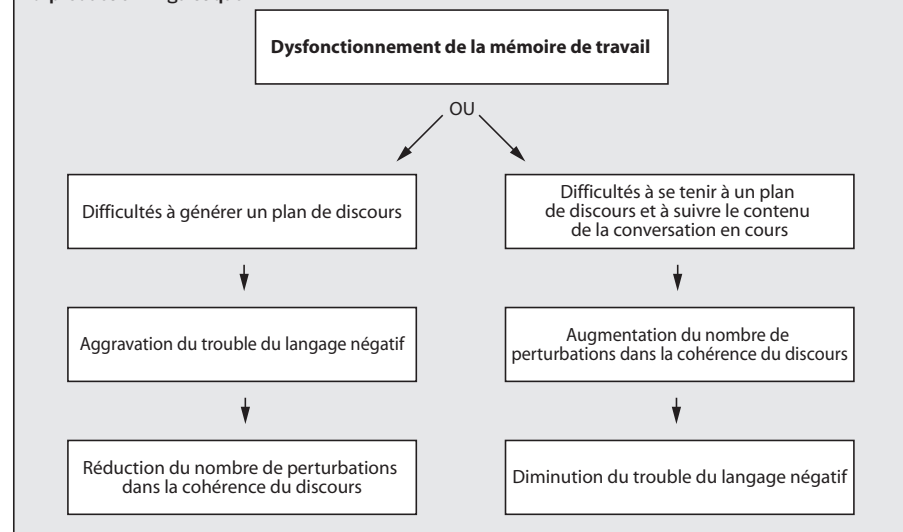 Dysfonctionnement de la mémoire de travail
OU
Difficultés à générer un plan de discours
Difficultés à se tenir à un plan
de discours et à suivre le contenu
de la conversation en cours
Aggravation du trouble du langage négatif
Augmentation du nombre de
perturbations dans la cohérence du discours
Réduction du nombre de perturbations
dans la cohérence du discours
Diminution du trouble du langage négatif